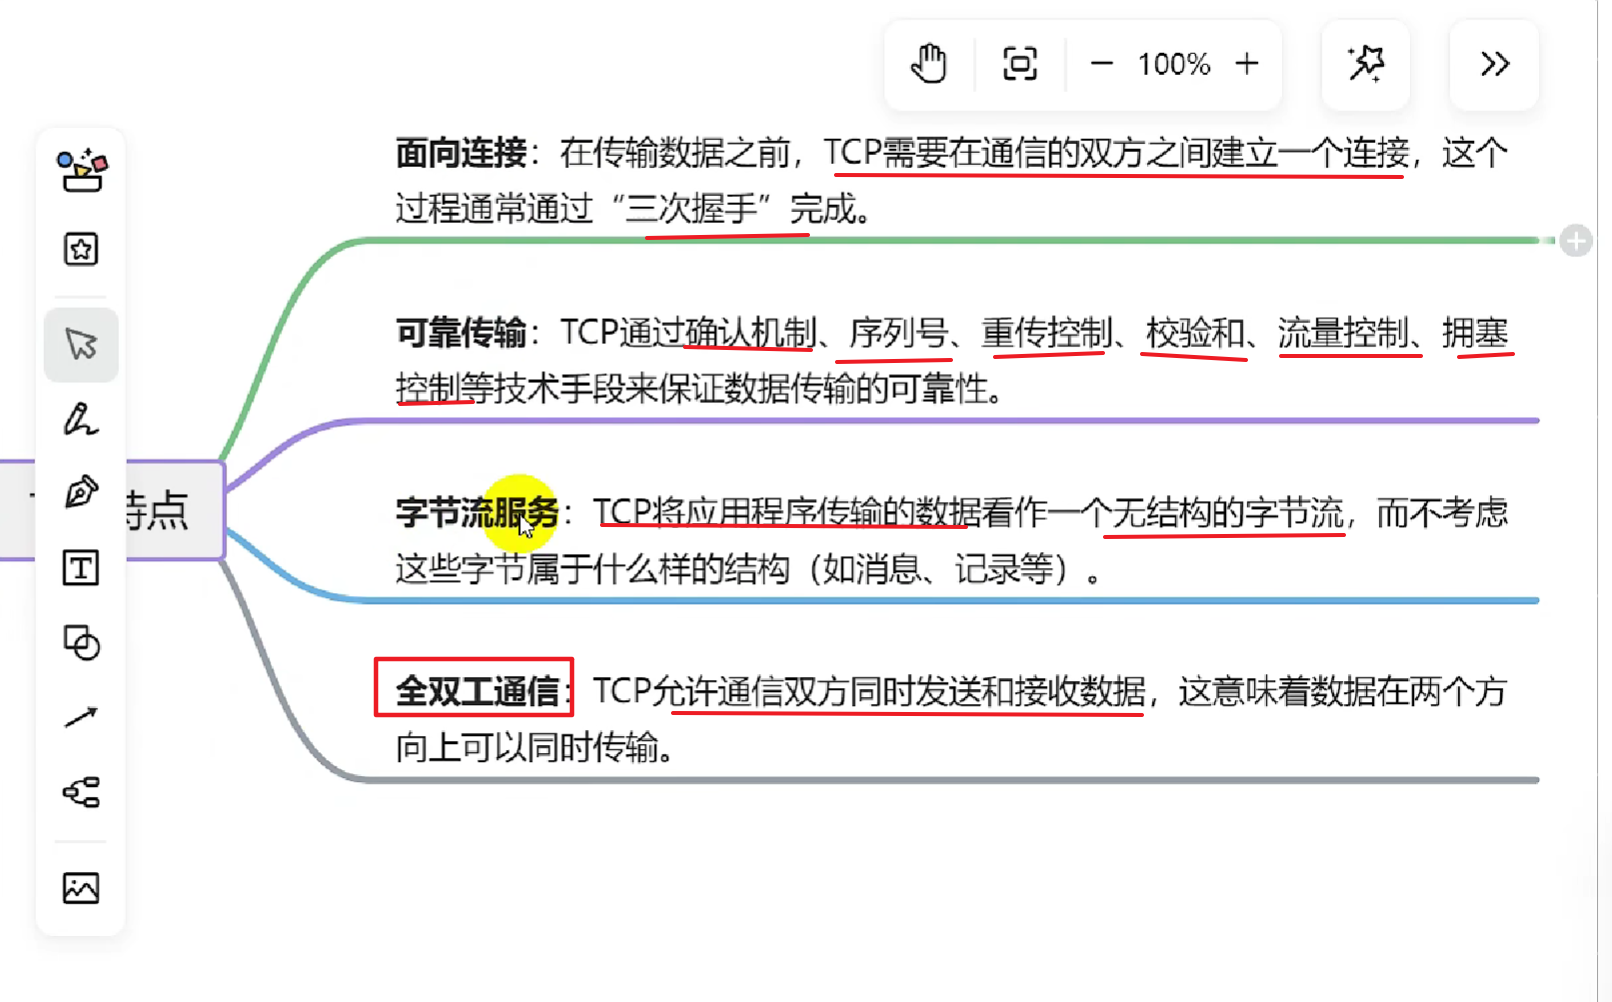 100%
面向连接：在传输数据之前，TCP需要在通信的双方之间建立一个连接，这个
过程通常通过“三次握手”完成。
可靠传输：TCP通过确认机制、序列号、重传控制、校验和、流量控制、拥塞
控制等技术手段来保证数据传输的可靠性。
特点
字节流服务：TCP将应用程序传输的数据看作一个无结构的字节流，而不考虑
这些字节属于什么样的结构（如消息、记录等）。
全双工通信：TCP允许通信双方同时发送和接收数据，这意味着数据在两个方
向上可以同时传输。